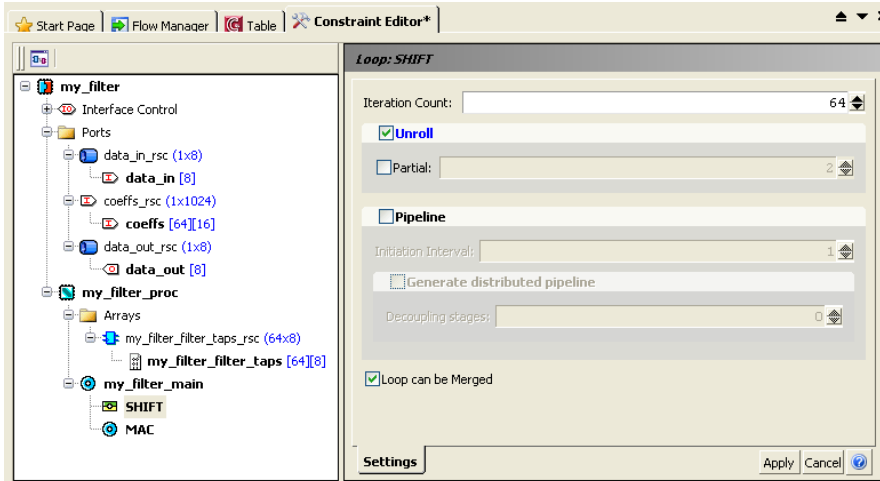 Start Page Flow Manager Table Constraint Editor*
my_filter
Interface Control
Ports
data_in_rsc (1x8)
data_in [8]
coeffs_rsc (1x1024)
coeffs [64][16]
data_out_rsc (1x8)
data_out [8]
my_filter_proc
Arrays
my_filter_filter_taps_rsc (64x8)
my_filter_filter_taps [64][8]
my_filter_main
SHIFT
MAC
Loop: SHIFT
Iteration Count: 64
Unroll
Partial: 2
Pipeline
Initiation Interval: 1
Generate distributed pipeline
Decoupling stages: 0
Loop can be Merged
Settings
Apply Cancel ?